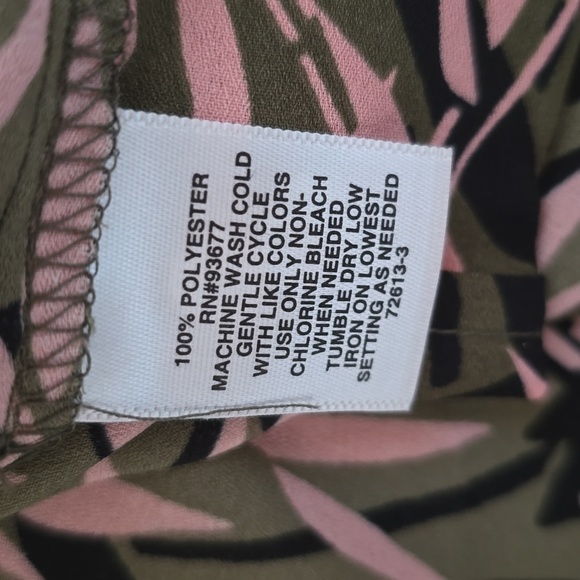 100% POLYESTER
RN#93677
MACHINE WASH COLD
GENTLE CYCLE
WITH LIKE COLORS
USE ONLY NON-
CHLORINE BLEACH
WHEN NEEDED
TUMBLE DRY LOW
IRON ON LOWEST
SETTING AS NEEDED
72613-3